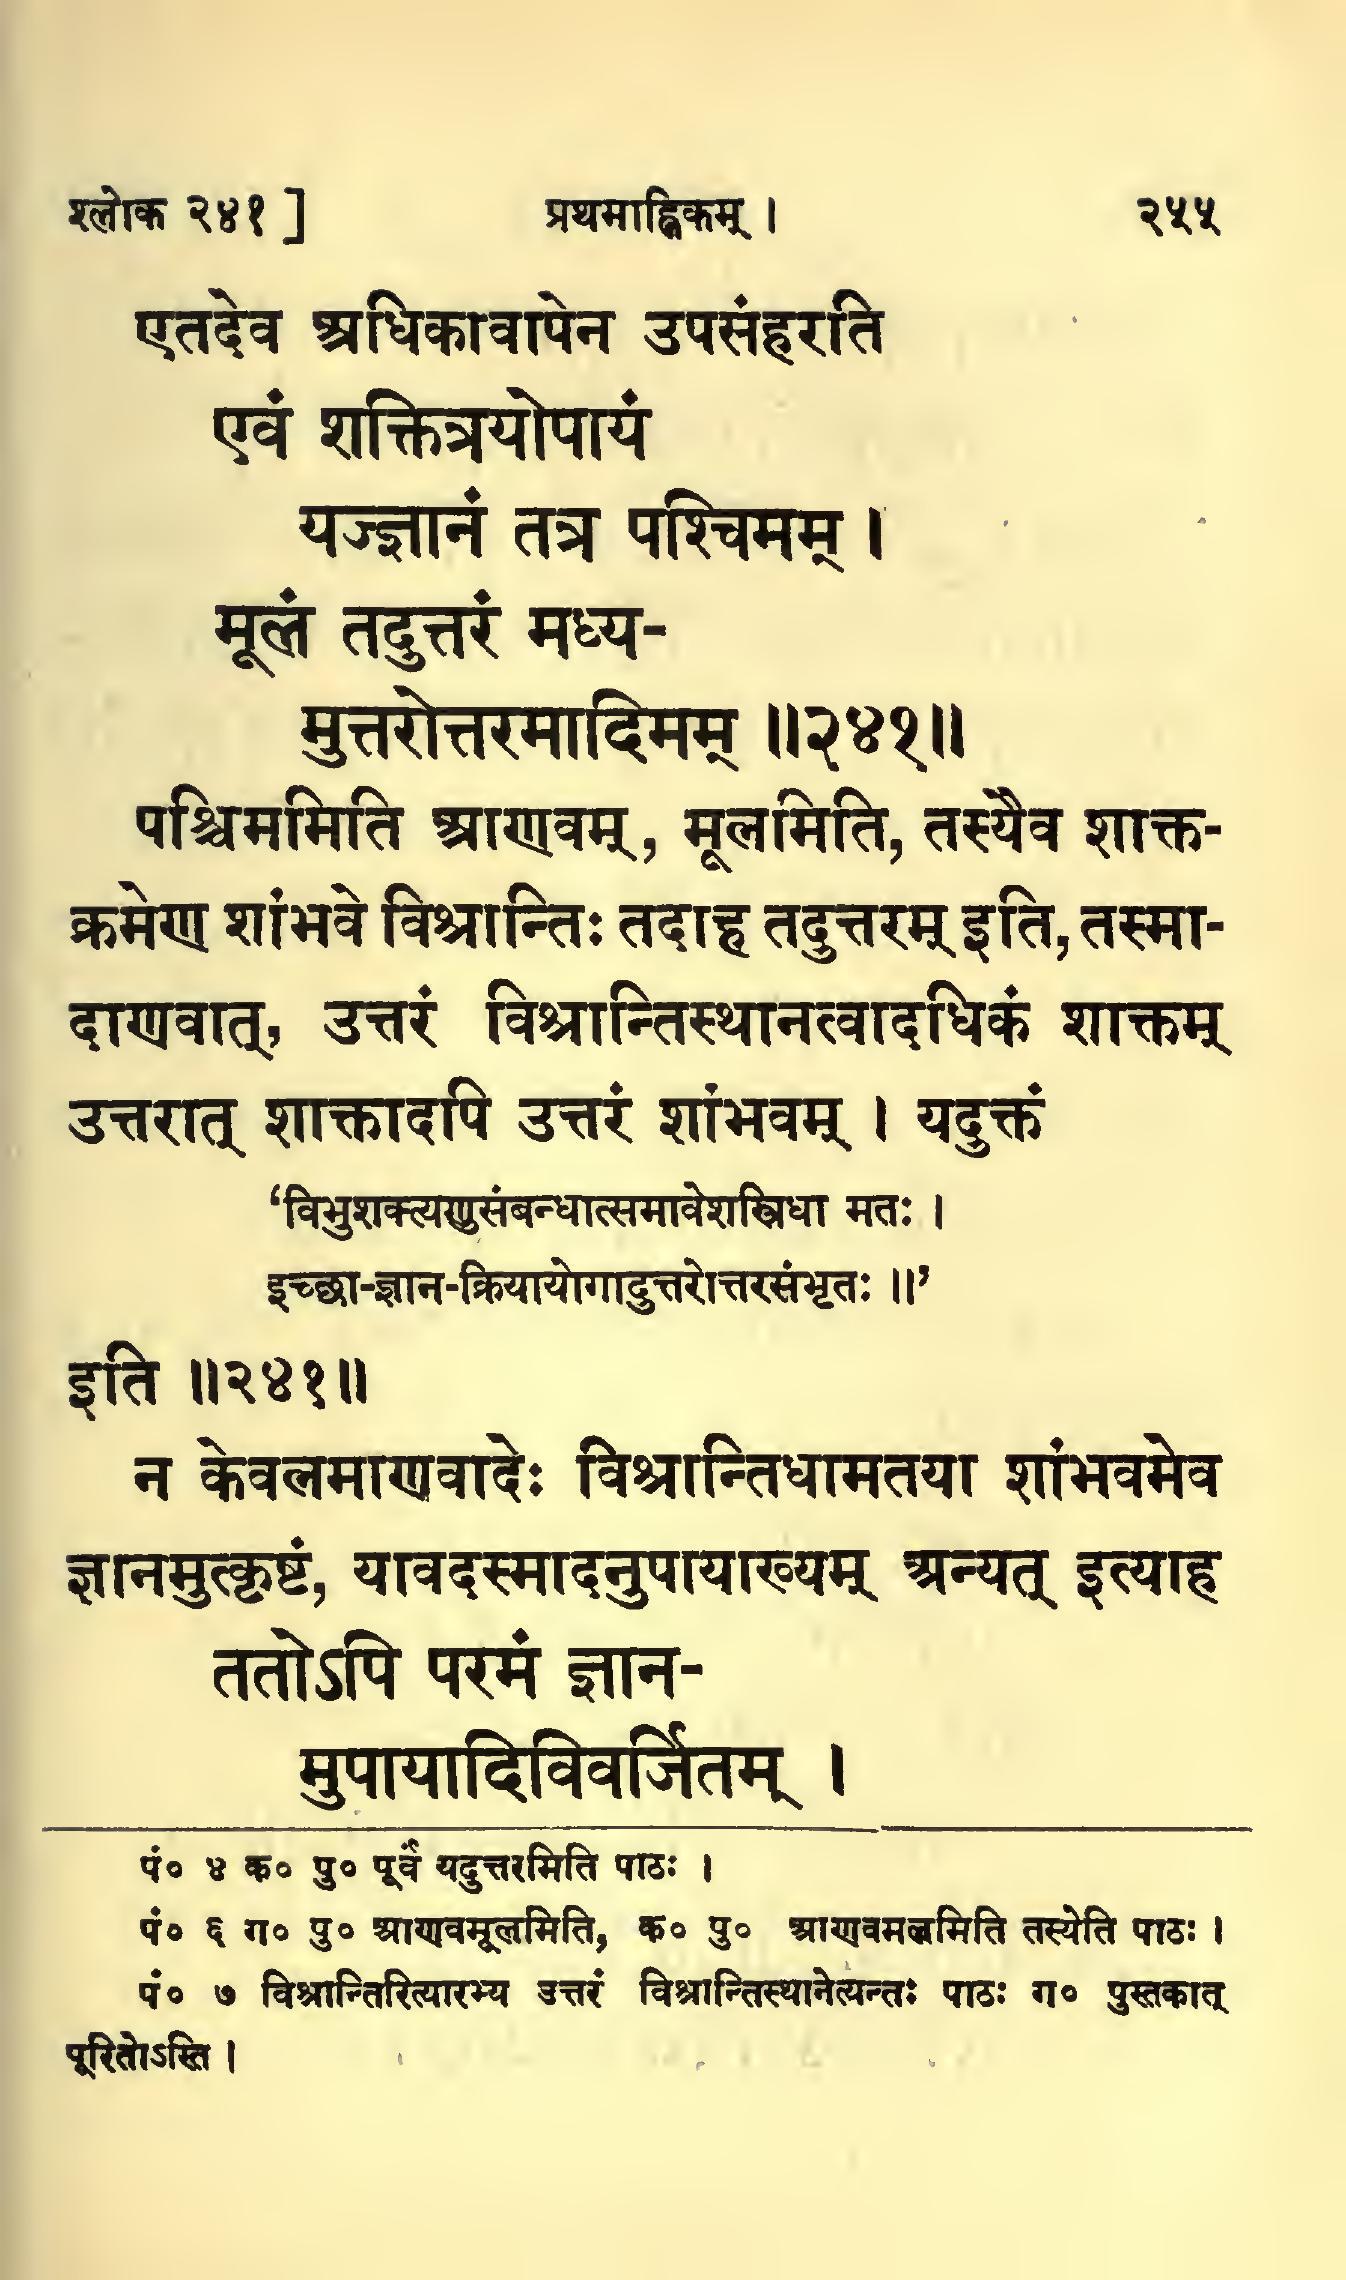 श्लोक २४१ ] प्रथमाह्निकम् । २५५
एतदेव अधिकावापेन उपसंहरति
एवं शक्तित्रयोपायं
यज्ज्ञानं तत्र पश्चिमम् ।
मूलं तदुत्तरं मध्य-
मुत्तरोत्तरमादिमम् ॥२४१॥
पश्चिममिति आणवम्, मूलमिति, तस्यैव शाक्त-
क्रमेण शांभवे विश्रान्तिः तदाह तदुत्तरम् इति, तस्मा-
दाणवात्, उत्तरं विश्रान्तिस्थानत्वादधिकं शाक्तम्
उत्तरात् शाक्तादपि उत्तरं शांभवम् । यदुक्तं
‘विभुशक्त्यणुसंबन्धात्समावेशस्त्रिधा मतः ।
इच्छा-ज्ञान-क्रियायोगादुत्तरोत्तरसंभृतः ॥’
इति ॥२४१॥
न केवलमाणवादेः विश्रान्तिधामतया शांभवमेव
ज्ञानमुत्कृष्टं, यावदस्मादनुपायाख्यम् अन्यत् इत्याह
ततोऽपि परमं ज्ञान-
मुपायादिविवर्जितम् ।
पं० ४ क० पु० पूर्वं यदुत्तरमिति पाठः ।
पं० ६ ग० पु० आणवमूलमिति, क० पु० आणवमलमिति तस्येति पाठः ।
पं० ७ विश्रान्तिरित्यारभ्य उत्तरं विश्रान्तिस्थानेत्यन्तः पाठः ग० पुस्तकात्
पूरितोऽस्ति ।